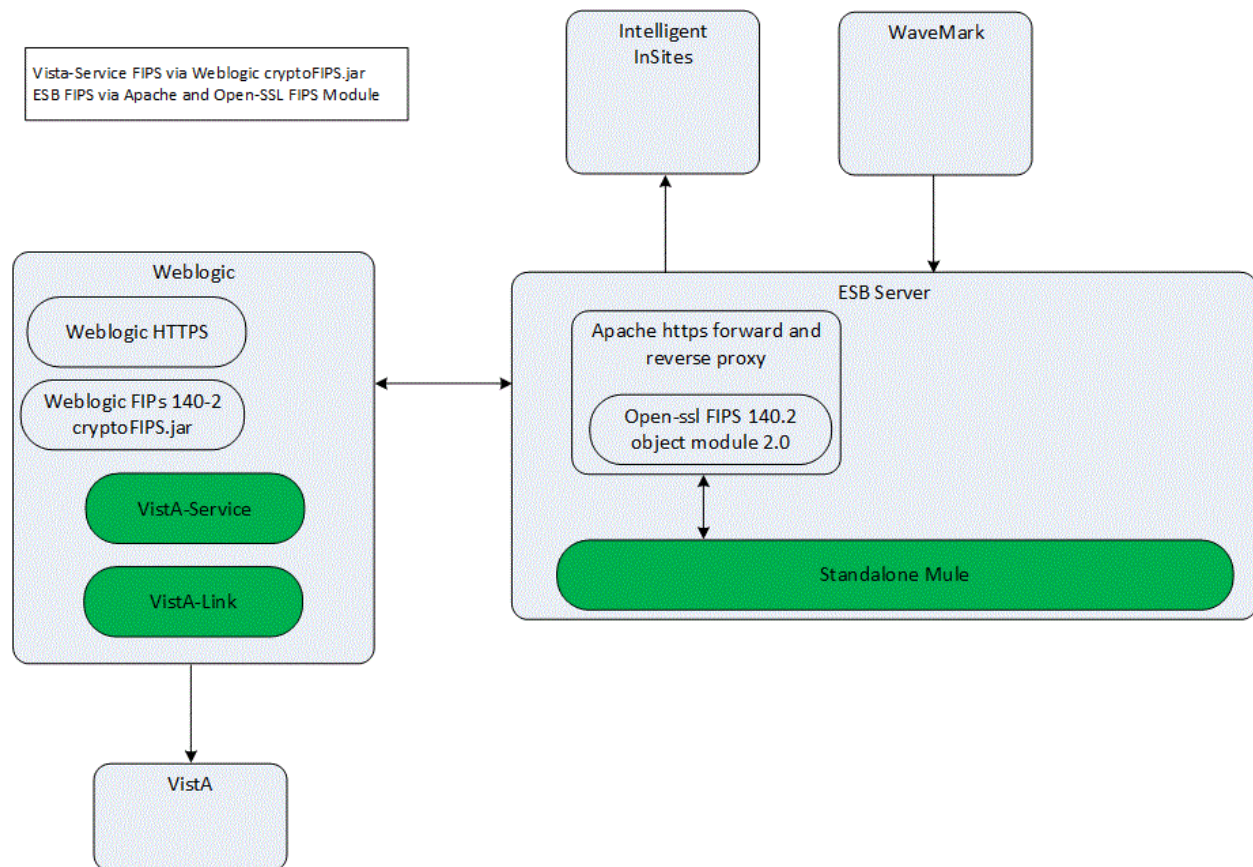 Vista-Service FIPS via Weblogic cryptoFIPS.jar
ESB FIPS via Apache and Open-SSL FIPS Module
Intelligent
InSites
WaveMark
Weblogic
Weblogic HTTPS
Weblogic FIPs 140-2
cryptoFIPS.jar
VistA-Service
VistA-Link
ESB Server
Apache https forward and
reverse proxy
Open-ssl FIPS 140.2
object module 2.0
Standalone Mule
VistA